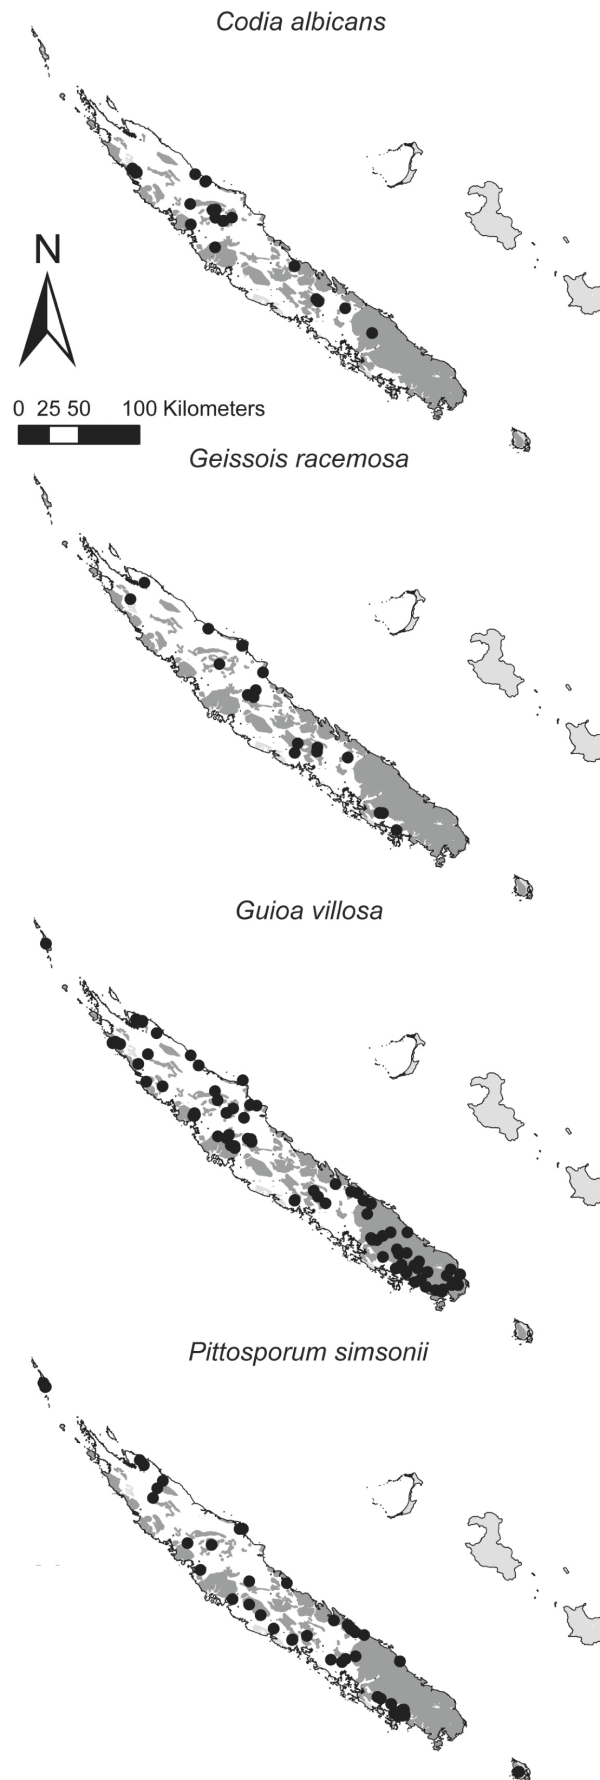 Codia albicans
N
0 25 50 100 Kilometers
Geissois racemosa
Guioa villosa
Pittosporum simsonii